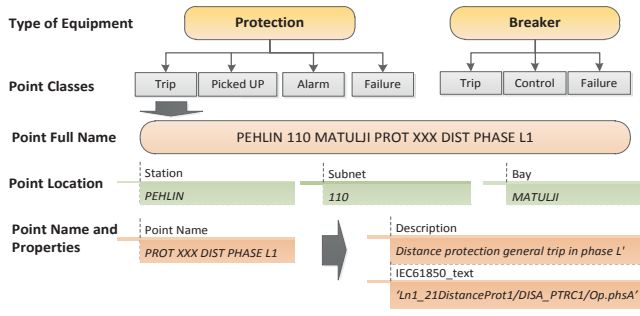 Type of Equipment
Protection
Breaker
Point Classes
Trip
Picked UP
Alarm
Failure
Trip
Control
Failure
Point Full Name
PEHLIN 110 MATULJI PROT XXX DIST PHASE L1
Point Location
Station
Subnet
Bay
PEHLIN
110
MATULJI
Point Name and
Properties
Point Name
PROT XXX DIST PHASE L1
Description
Distance protection general trip in phase L'
IEC61850_text
‘Ln1_21DistanceProt1/DISA_PTRC1/Op.phsA’